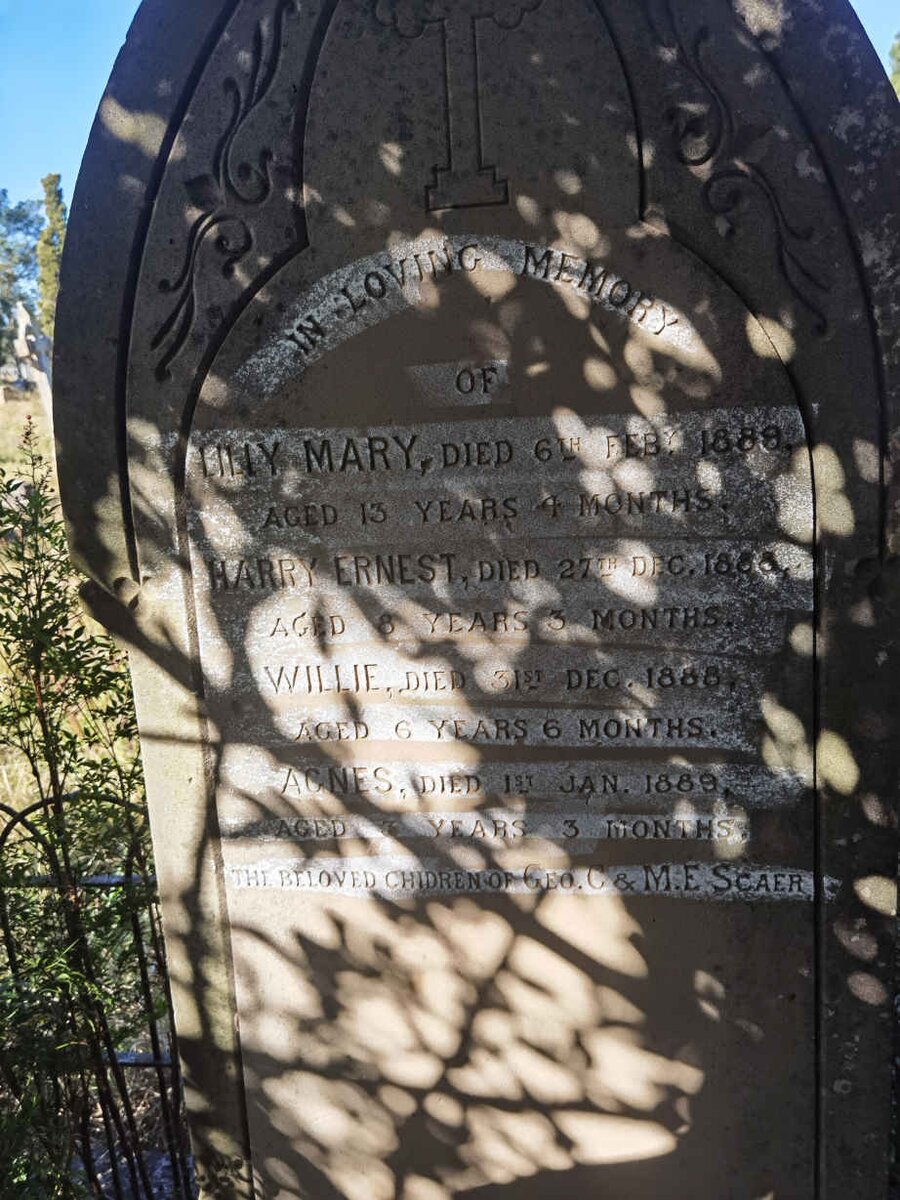 IN LOVING MEMORY
OF
LILLY MARY, DIED 6TH FEBY 1889,
AGED 13 YEARS 4 MONTHS.
HARRY ERNEST, DIED 27TH DEC. 1888,
AGED 8 YEARS 3 MONTHS.
WILLIE, DIED 31ST DEC. 1888,
AGED 6 YEARS 6 MONTHS.
AGNES, DIED 1ST JAN. 1889,
AGED YEARS 3 MONTHS.
THE BELOVED CHIDREN OF GEO. C & M.E SCAER